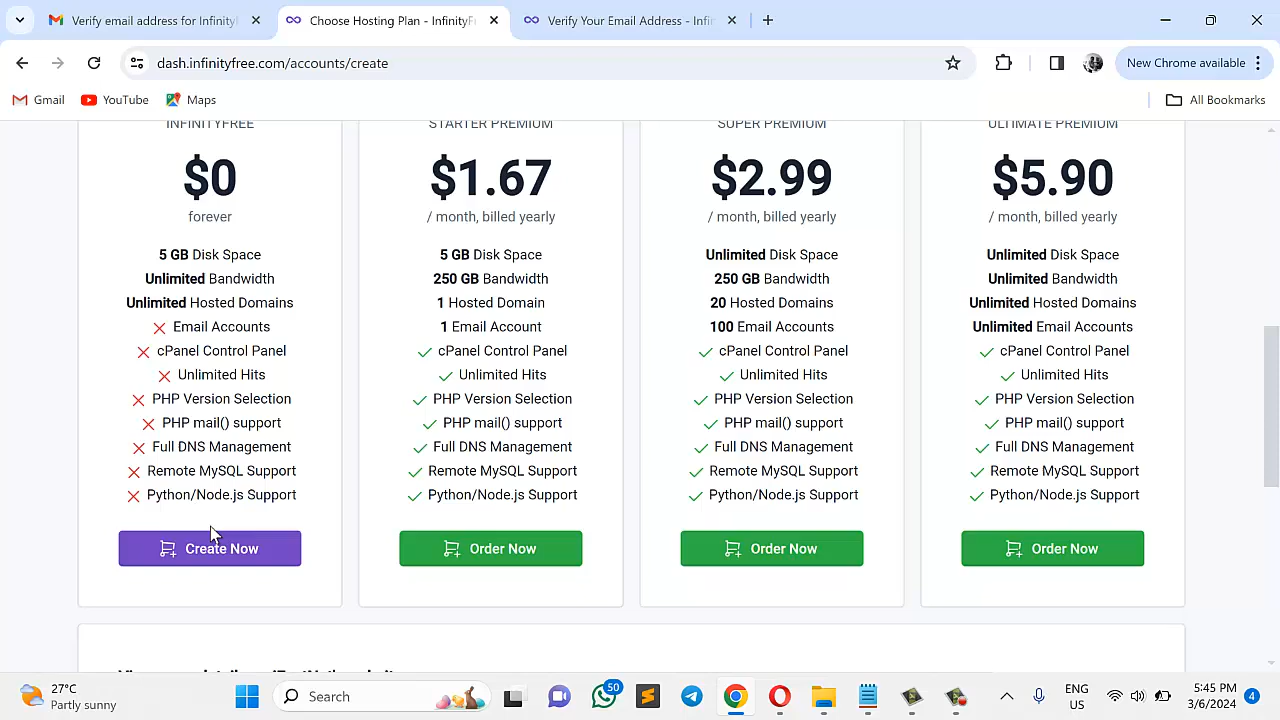 Verify email address for Infinity
Choose Hosting Plan - InfinityFr
Verify Your Email Address - Infin
dash.infinityfree.com/accounts/create
New Chrome available
Gmail
YouTube
Maps
All Bookmarks
INFINITYFREE
$0
forever
5 GB Disk Space
Unlimited Bandwidth
Unlimited Hosted Domains
Email Accounts
cPanel Control Panel
Unlimited Hits
PHP Version Selection
PHP mail() support
Full DNS Management
Remote MySQL Support
Python/Node.js Support
Create Now
STARTER PREMIUM
$1.67
/ month, billed yearly
5 GB Disk Space
250 GB Bandwidth
1 Hosted Domain
1 Email Account
cPanel Control Panel
Unlimited Hits
PHP Version Selection
PHP mail() support
Full DNS Management
Remote MySQL Support
Python/Node.js Support
Order Now
SUPER PREMIUM
$2.99
/ month, billed yearly
Unlimited Disk Space
250 GB Bandwidth
20 Hosted Domains
100 Email Accounts
cPanel Control Panel
Unlimited Hits
PHP Version Selection
PHP mail() support
Full DNS Management
Remote MySQL Support
Python/Node.js Support
Order Now
ULTIMATE PREMIUM
$5.90
/ month, billed yearly
Unlimited Disk Space
Unlimited Bandwidth
Unlimited Hosted Domains
Unlimited Email Accounts
cPanel Control Panel
Unlimited Hits
PHP Version Selection
PHP mail() support
Full DNS Management
Remote MySQL Support
Python/Node.js Support
Order Now
27°C
Partly sunny
Search
50
ENG
US
5:45 PM
3/6/2024
4